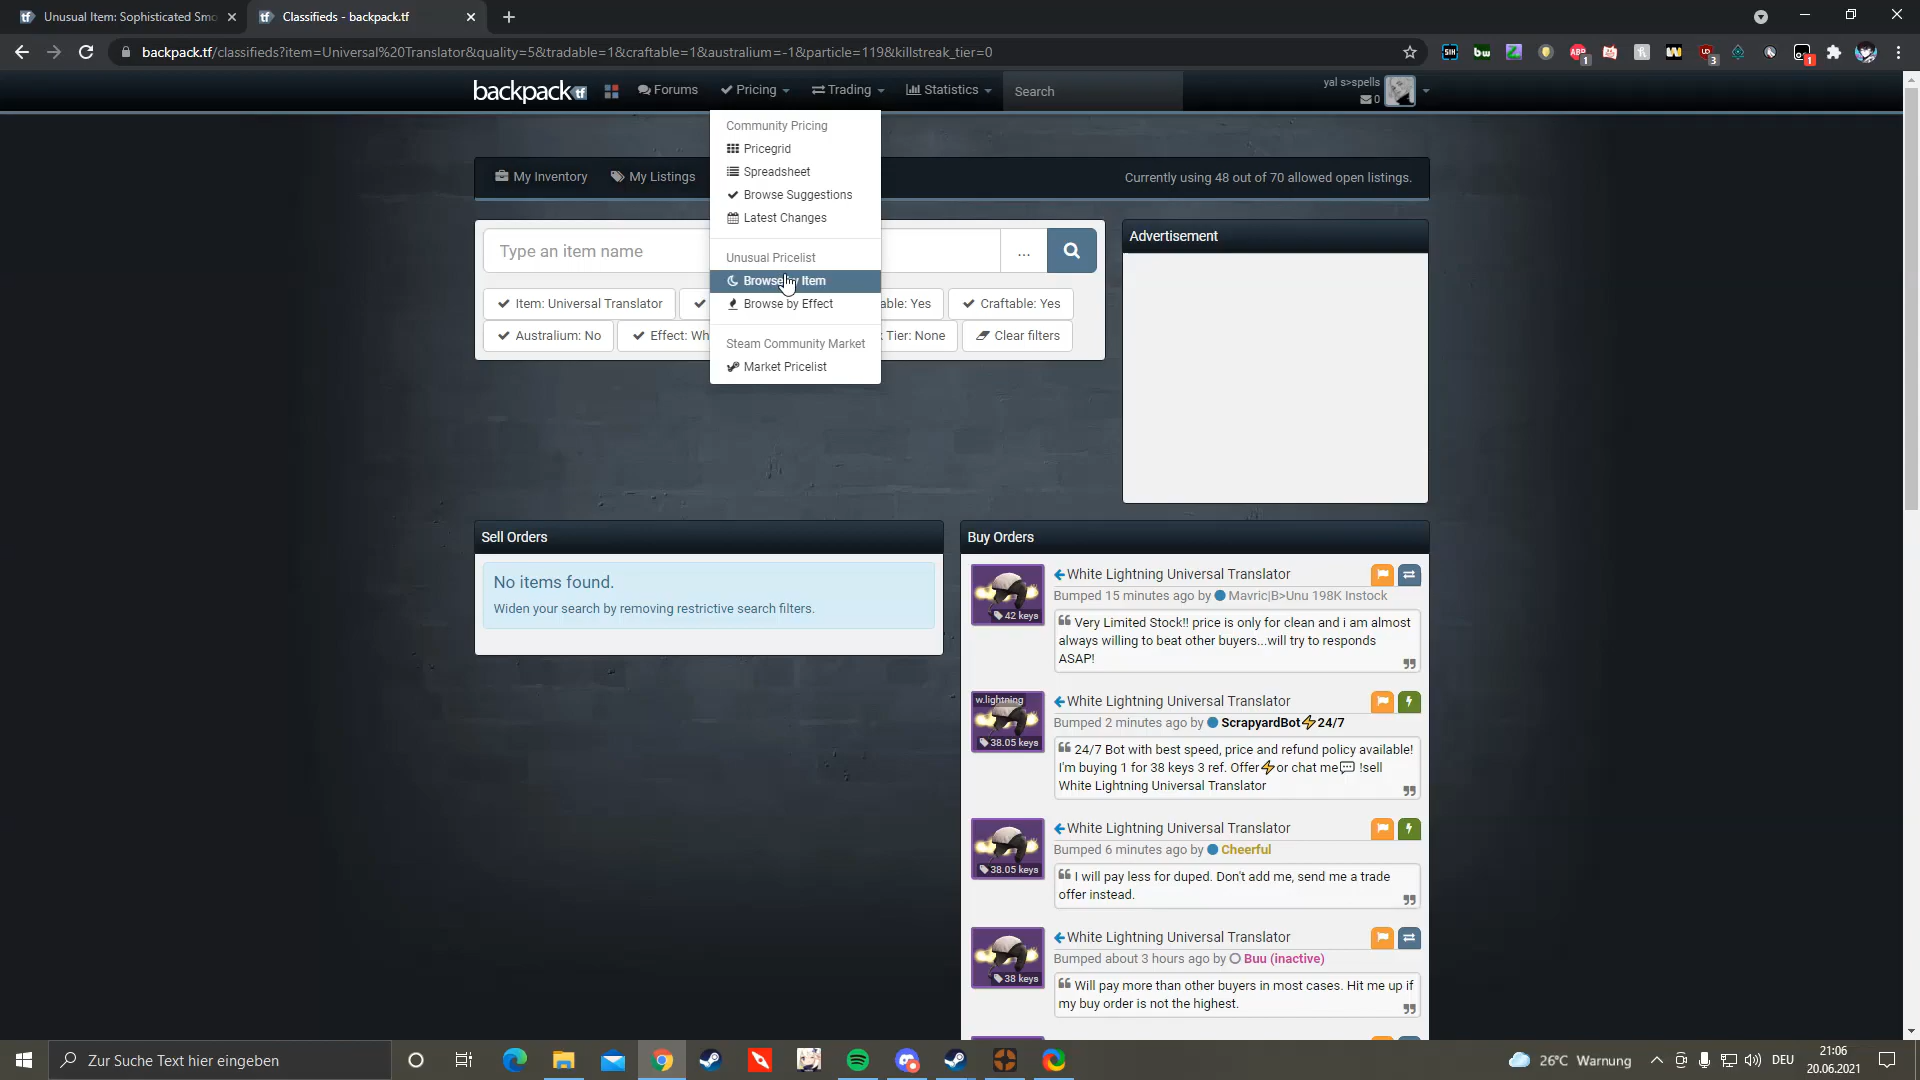 Unusual Item: Sophisticated Smo
Classifieds - backpack.tf
backpack.tf/classifieds?item=Universal%20Translator&quality=5&tradable=1&craftable=1&australium=-1&particle=119&killstreak_tier=0
backpack tf
Forums
Pricing
Trading
Statistics
Search
yal s>spells
0
Community Pricing
Pricegrid
Spreadsheet
Browse Suggestions
Latest Changes
Unusual Pricelist
Browse by Item
Browse by Effect
Steam Community Market
Market Pricelist
My Inventory
My Listings
Currently using 48 out of 70 allowed open listings.
Type an item name
...
Item: Universal Translator
able: Yes
Craftable: Yes
Australium: No
Effect: Wh
Tier: None
Clear filters
Advertisement
Sell Orders
No items found.
Widen your search by removing restrictive search filters.
Buy Orders
White Lightning Universal Translator
Bumped 15 minutes ago by Mavric|B>Unu 198K Instock
42 keys
Very Limited Stock!! price is only for clean and i am almost
always willing to beat other buyers...will try to responds
ASAP!
w.lightning
White Lightning Universal Translator
Bumped 2 minutes ago by ScrapyardBot⚡24/7
38.05 keys
24/7 Bot with best speed, price and refund policy available!
I'm buying 1 for 38 keys 3 ref. Offer⚡or chat me💬 !sell
White Lightning Universal Translator
White Lightning Universal Translator
Bumped 6 minutes ago by Cheerful
38.05 keys
I will pay less for duped. Don't add me, send me a trade
offer instead.
White Lightning Universal Translator
Bumped about 3 hours ago by Buu (inactive)
38 keys
Will pay more than other buyers in most cases. Hit me up if
my buy order is not the highest.
Zur Suche Text hier eingeben
26°C Warnung
DEU
21:06
20.06.2021